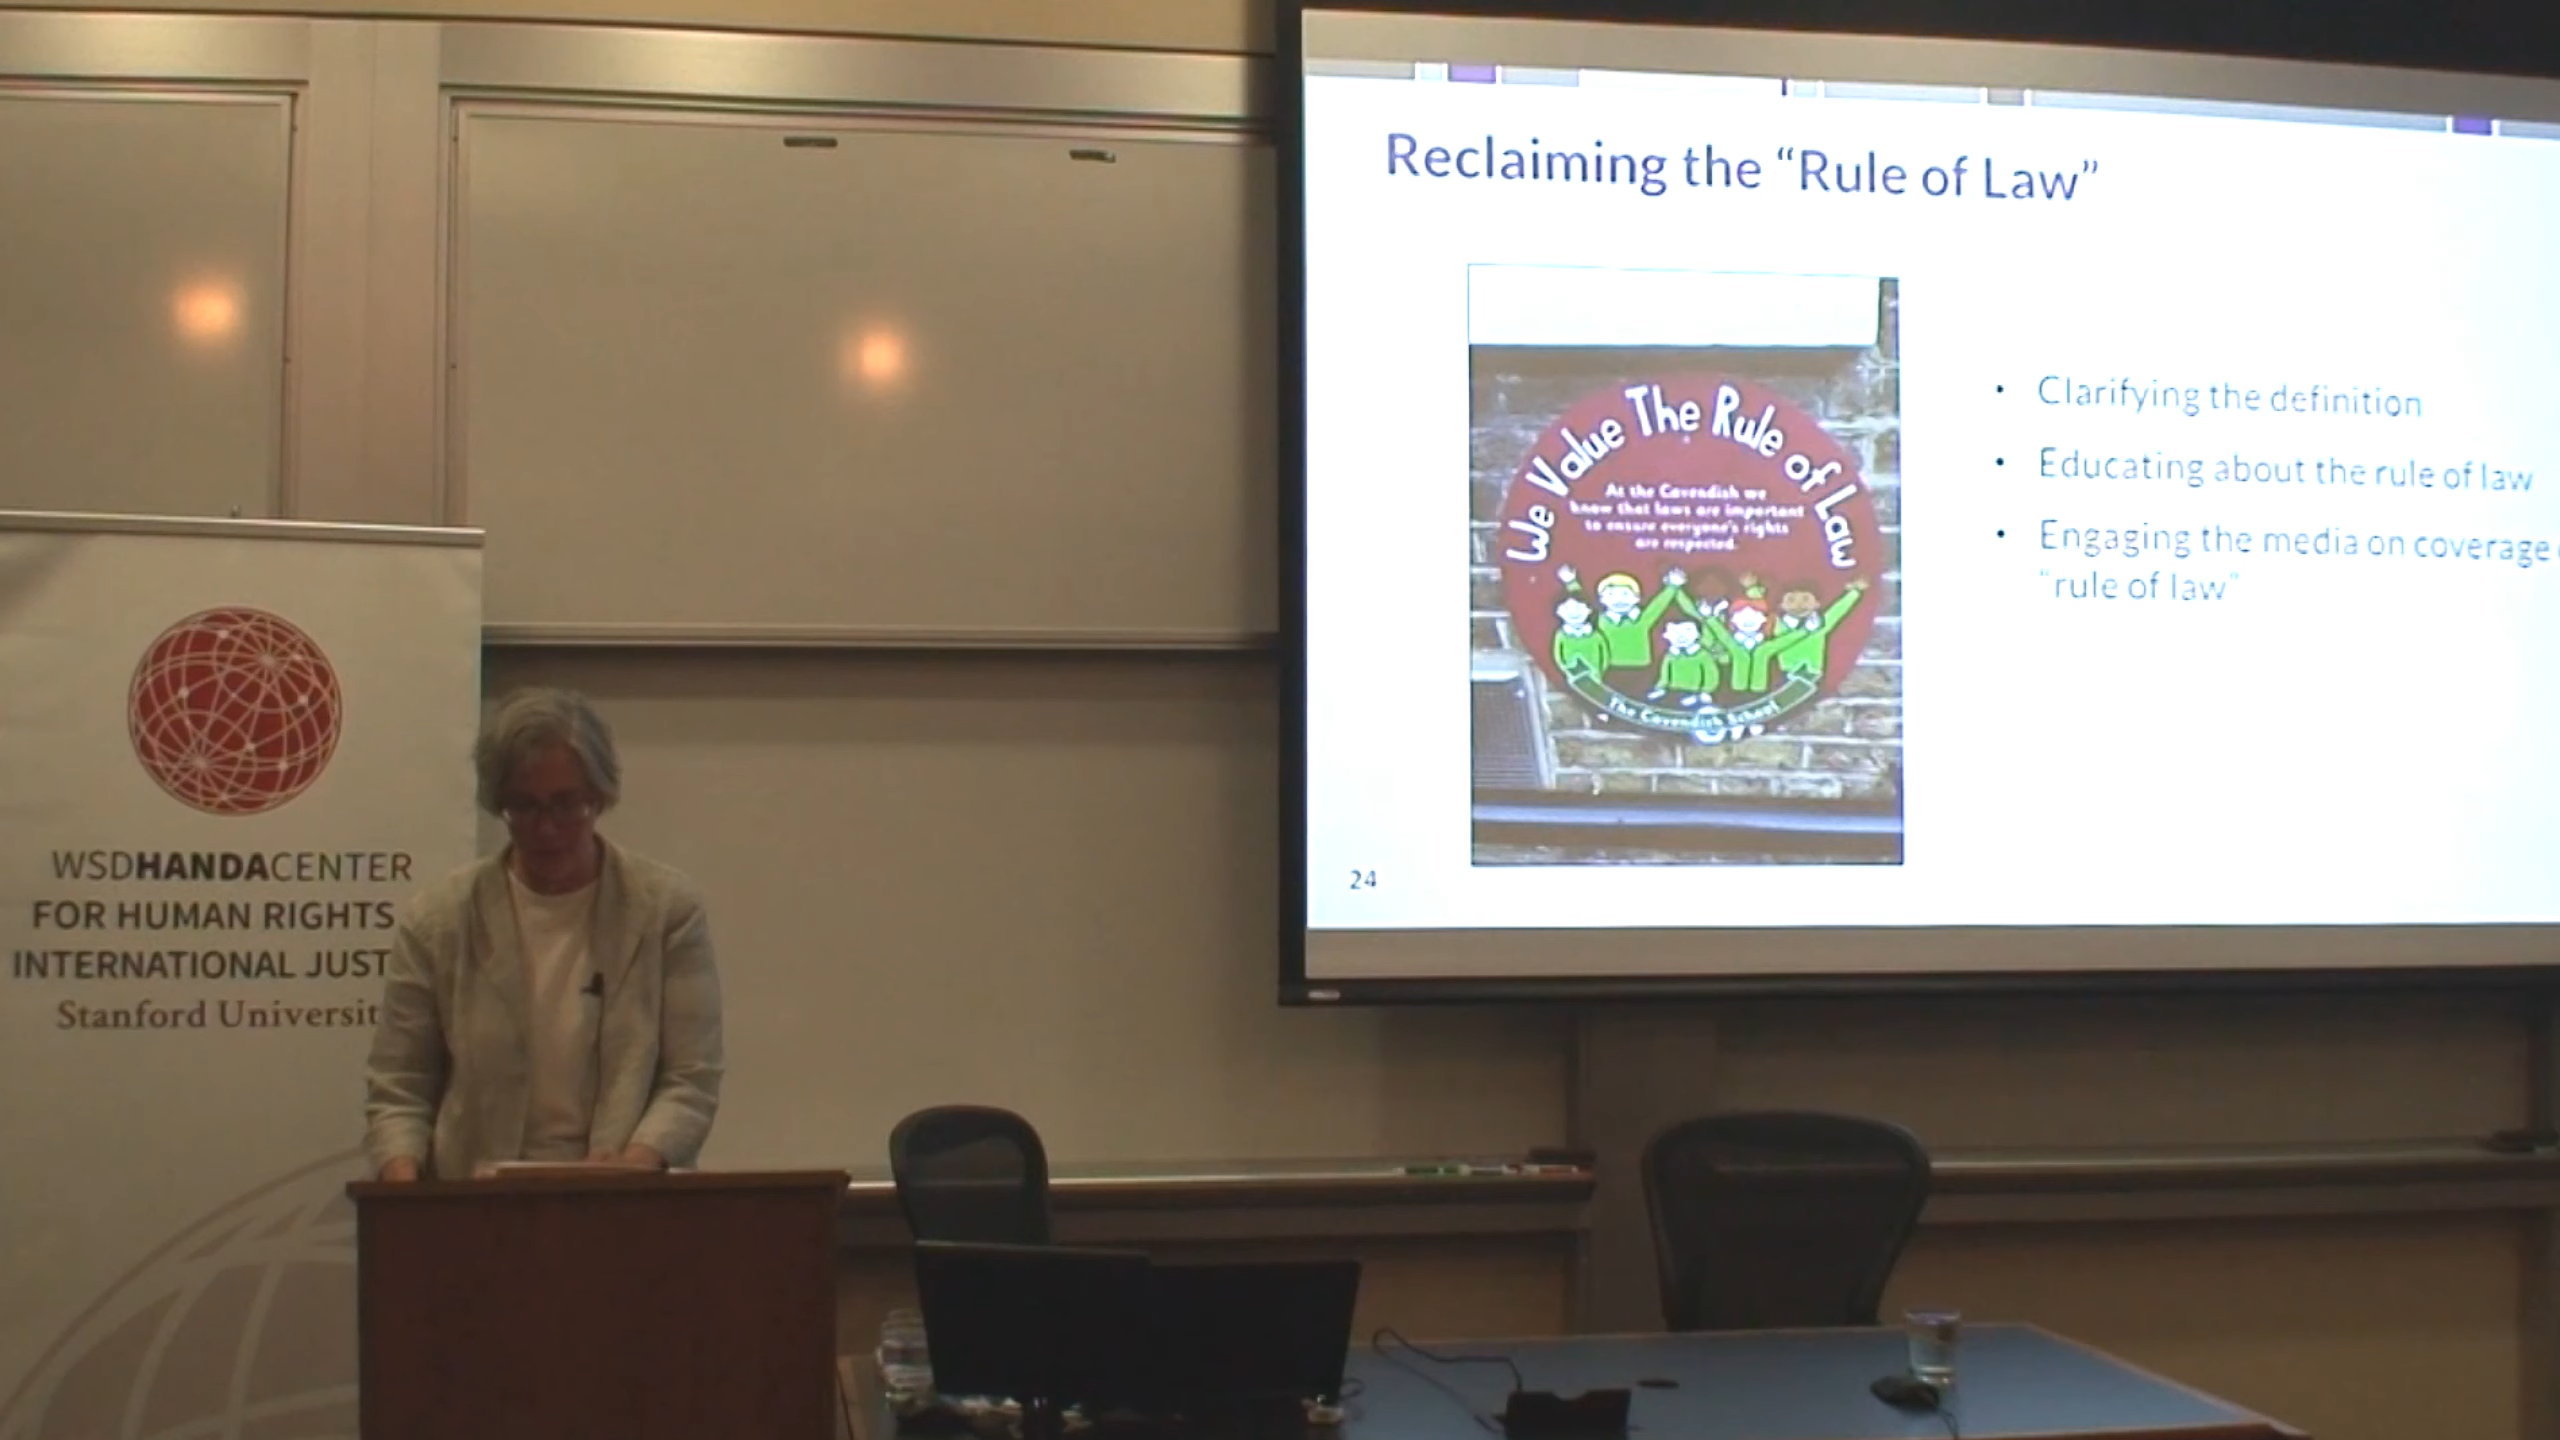 Reclaiming the “Rule of Law”
We Value The Rule of Law
At the Cavendish we
know that laws are important
to ensure everyone's rights
are respected.
The Cavendish School
• Clarifying the definition
• Educating about the rule of law
• Engaging the media on coverage
“rule of law”
24
WSDHANDACENTER
FOR HUMAN RIGHTS
INTERNATIONAL JUST
Stanford Universit